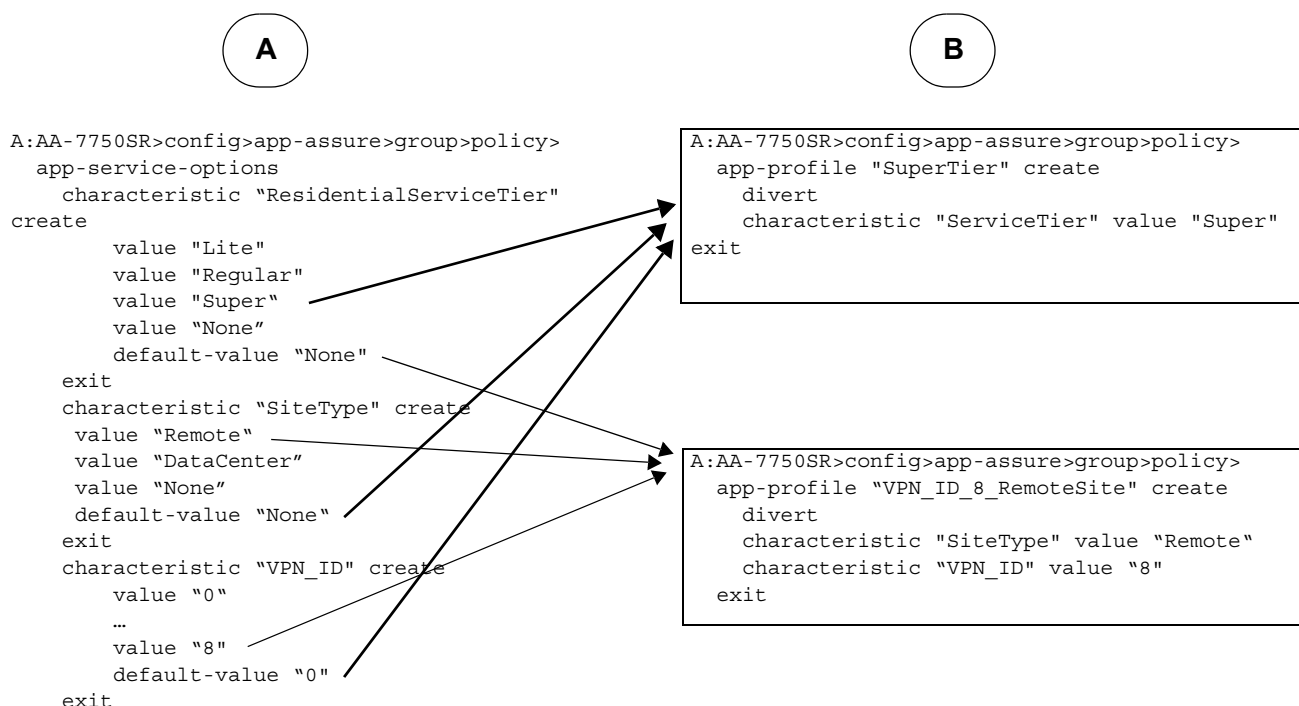 A
A:AA-7750SR>config>app-assure>group>policy>
  app-service-options
    characteristic “ResidentialServiceTier"
create
        value "Lite"
        value "Regular"
        value "Super“
        value “None”
        default-value “None"
    exit
    characteristic “SiteType" create
     value “Remote“
     value “DataCenter”
     value “None”
     default-value “None“
    exit
    characteristic “VPN_ID" create
        value “0“
        …
        value “8"
        default-value “0"
    exit
B
A:AA-7750SR>config>app-assure>group>policy>
  app-profile "SuperTier" create
    divert
    characteristic "ServiceTier" value "Super"
exit
A:AA-7750SR>config>app-assure>group>policy>
  app-profile “VPN_ID_8_RemoteSite" create
    divert
    characteristic "SiteType" value “Remote“
    characteristic “VPN_ID" value “8"
  exit